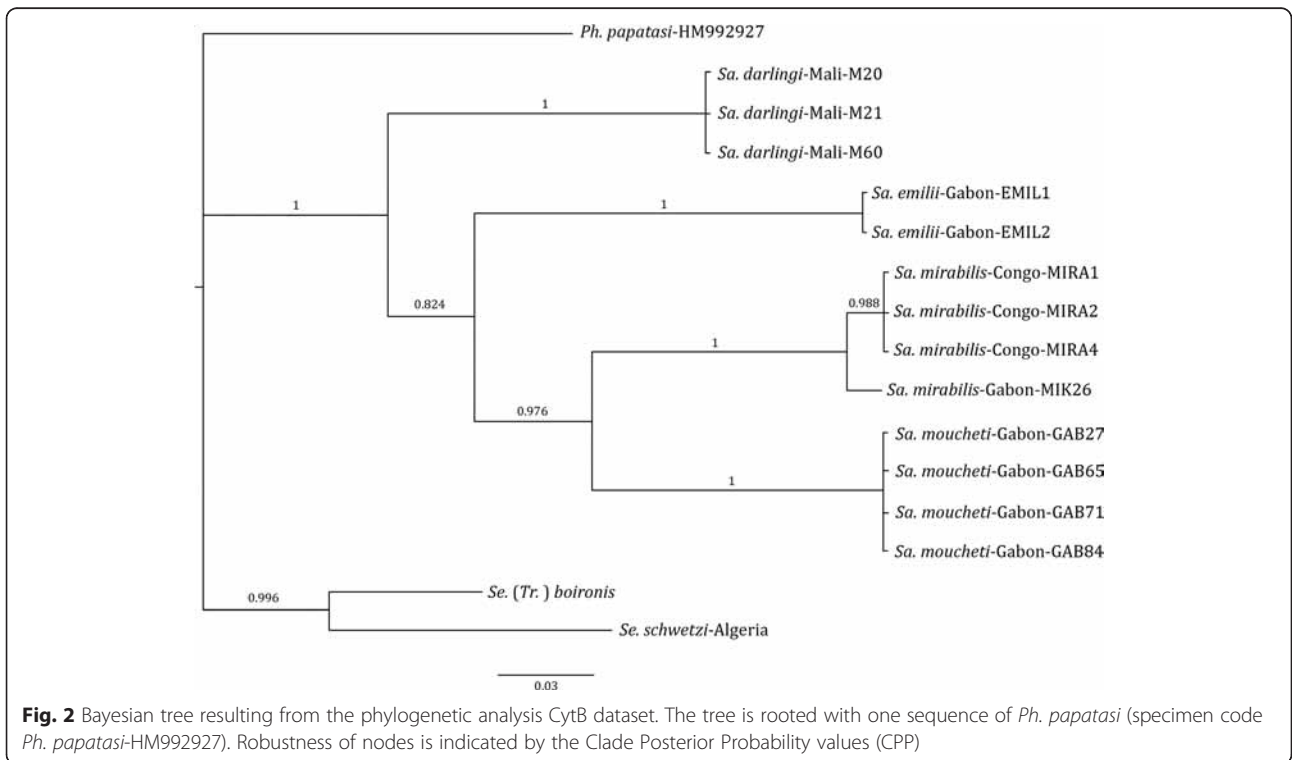 Ph. papatasi-HM992927
Sa. darlingi-Mali-M20
1
Sa. darlingi-Mali-M21
Sa. darlingi-Mali-M60
Sa. emilii-Gabon-EMIL1
1
1
Sa. emilii-Gabon-EMIL2
Sa. mirabilis-Congo-MIRA1
0.824
0.988
Sa. mirabilis-Congo-MIRA2
1
Sa. mirabilis-Congo-MIRA4
Sa. mirabilis-Gabon-MIK26
0.976
Sa. moucheti-Gabon-GAB27
Sa. moucheti-Gabon-GAB65
1
Sa. moucheti-Gabon-GAB71
Sa. moucheti-Gabon-GAB84
Se. (Tr. ) boironis
0.996
Se. schwetzi-Algeria
0.03
Fig. 2 Bayesian tree resulting from the phylogenetic analysis CytB dataset. The tree is rooted with one sequence of Ph. papatasi (specimen code
Ph. papatasi-HM992927). Robustness of nodes is indicated by the Clade Posterior Probability values (CPP)